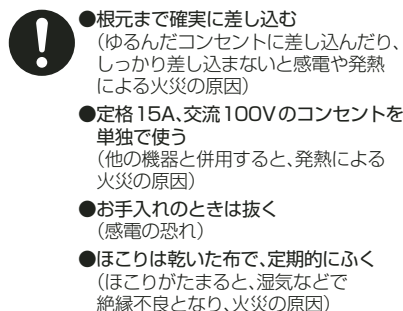 ●根元まで確実に差し込む
(ゆるんだコンセントに差し込んだり、
しっかり差し込まないと感電や発熱
による火災の原因)
●定格15A、交流100Vのコンセントを
単独で使う
(他の機器と併用すると、発熱による
火災の原因)
●お手入れのときは抜く
(感電の恐れ)
●ほこりは乾いた布で、定期的にふく
(ほこりがたまると、湿気などで
絶縁不良となり、火災の原因)